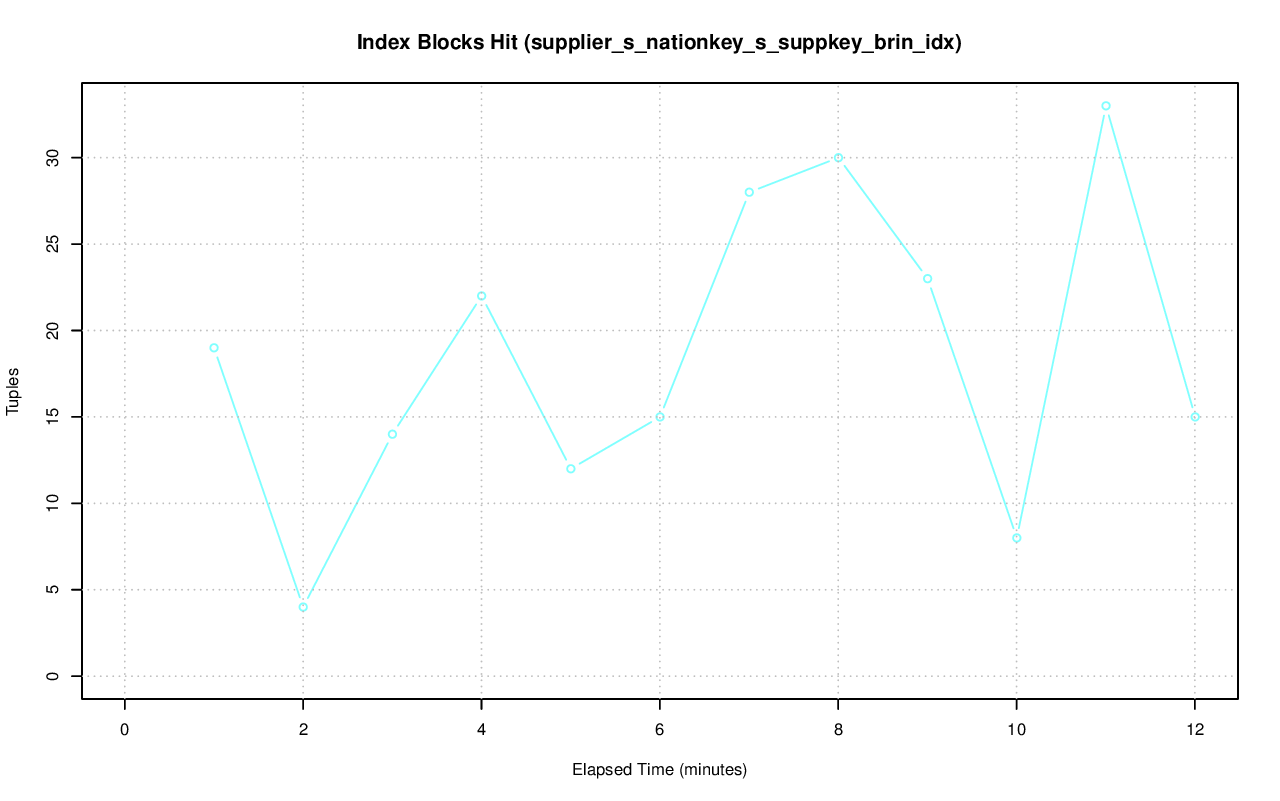 Index Blocks Hit (supplier_s_nationkey_s_suppkey_brin_idx)
Tuples
30
25
20
15
10
5
0
0 2 4 6 8 10 12
Elapsed Time (minutes)